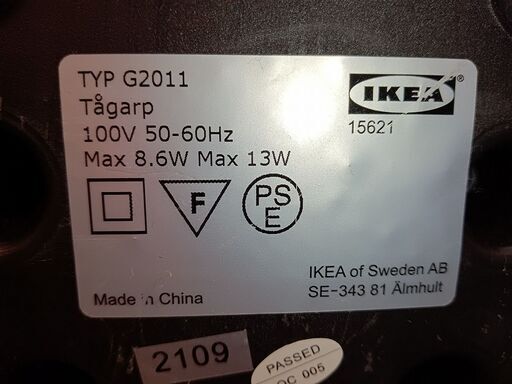 TYP G2011
Tågarp
100V 50-60Hz
Max 8.6W Max 13W
IKEA®
15621
F
PS
E
IKEA of Sweden AB
SE-343 81 Älmhult
Made in China
2109
PASSED
QC 005